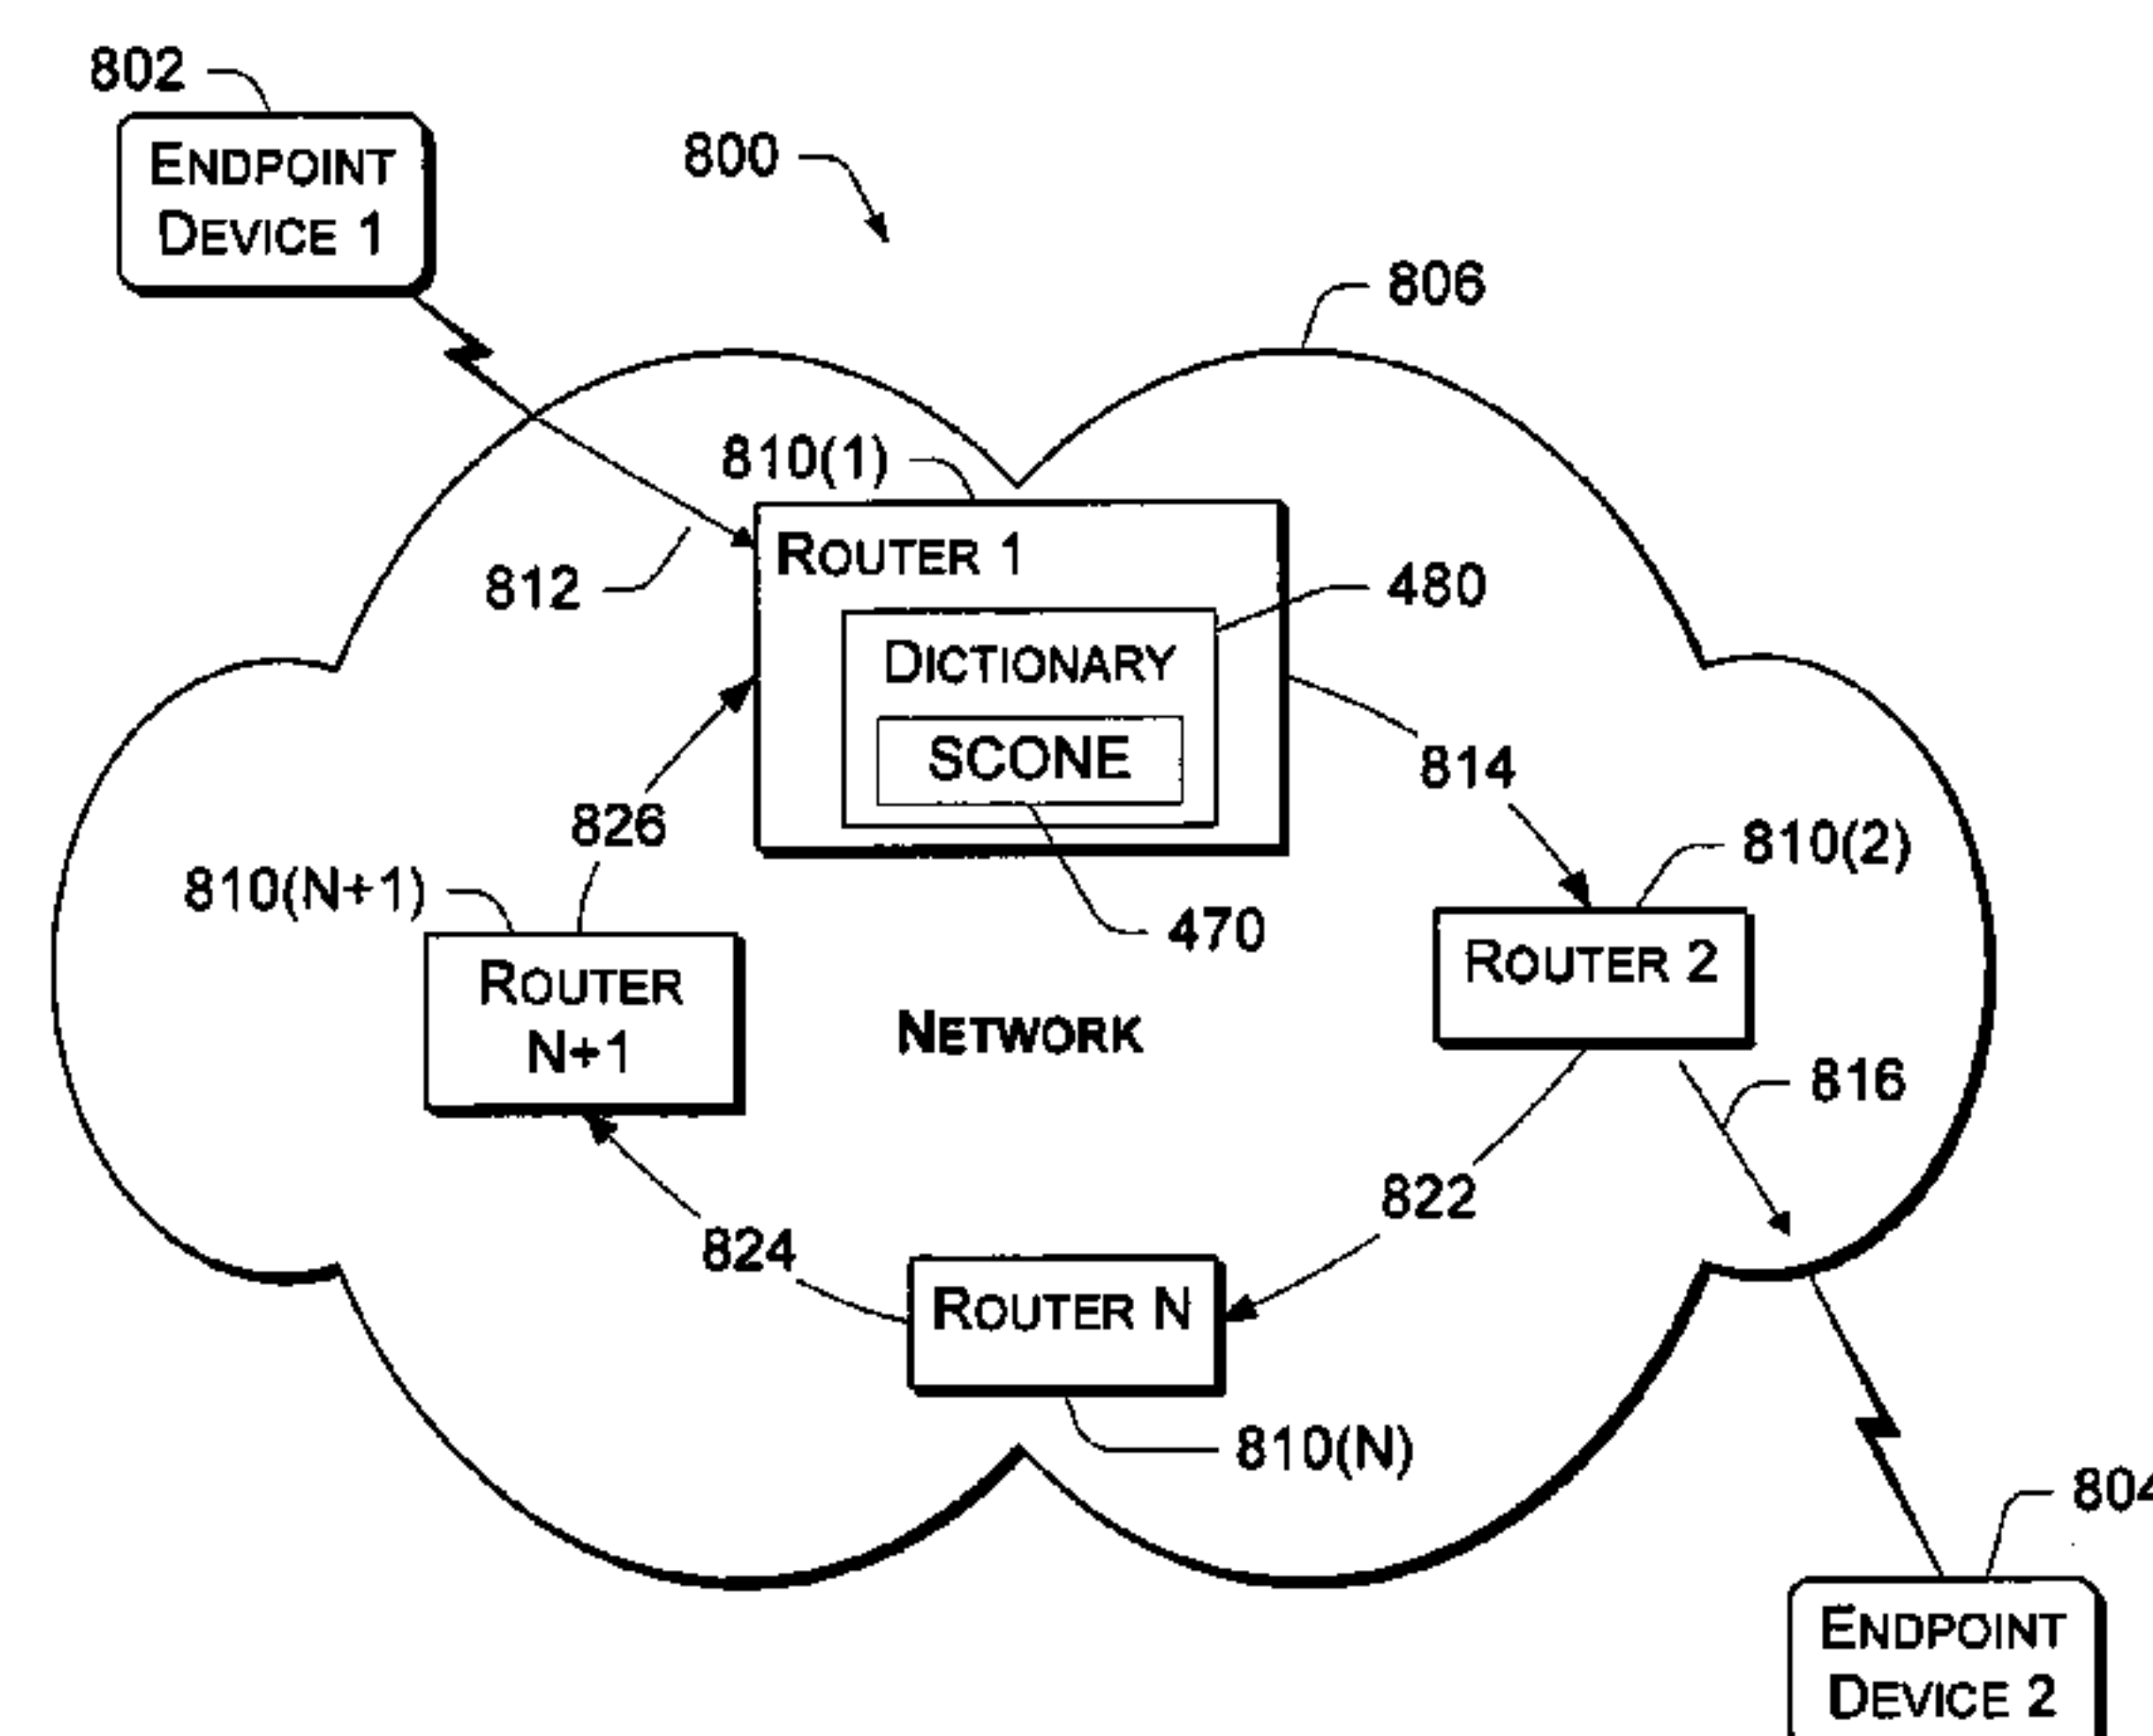 802
ENDPOINT
DEVICE 1
800
806
810(1)
ROUTER 1
812
480
DICTIONARY
SCONE
814
826
810(2)
810(N+1)
470
ROUTER 2
ROUTER
N+1
NETWORK
816
822
824
ROUTER N
810(N)
804
ENDPOINT
DEVICE 2